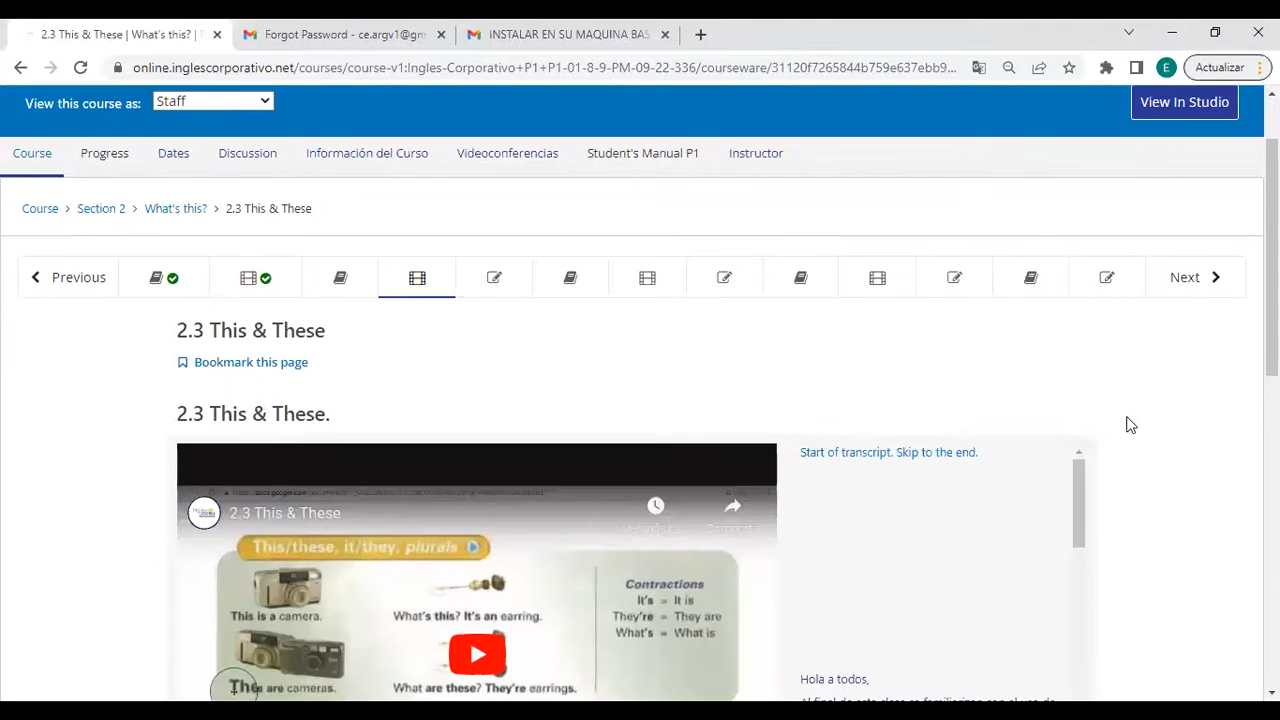 2.3 This & These | What's this? | T
Forgot Password - ce.argv1@gm
INSTALAR EN SU MAQUINA BAS
online.inglescorporativo.net/courses/course-v1:Ingles-Corporativo+P1+P1-01-8-9-PM-09-22-336/courseware/31120f7265844b759e637ebb9...
E
Actualizar
View this course as:
Staff
View In Studio
Course
Progress
Dates
Discussion
Información del Curso
Videoconferencias
Student's Manual P1
Instructor
Course > Section 2 > What's this? > 2.3 This & These
Previous
Next
2.3 This & These
Bookmark this page
2.3 This & These.
2.3 This & These
This/these, it/they, plurals
This is a camera.
What's this? It's an earring.
These are cameras.
What are these? They're earrings.
Contractions
It's = It is
They're = They are
What's = What is
Start of transcript. Skip to the end.
Hola a todos,